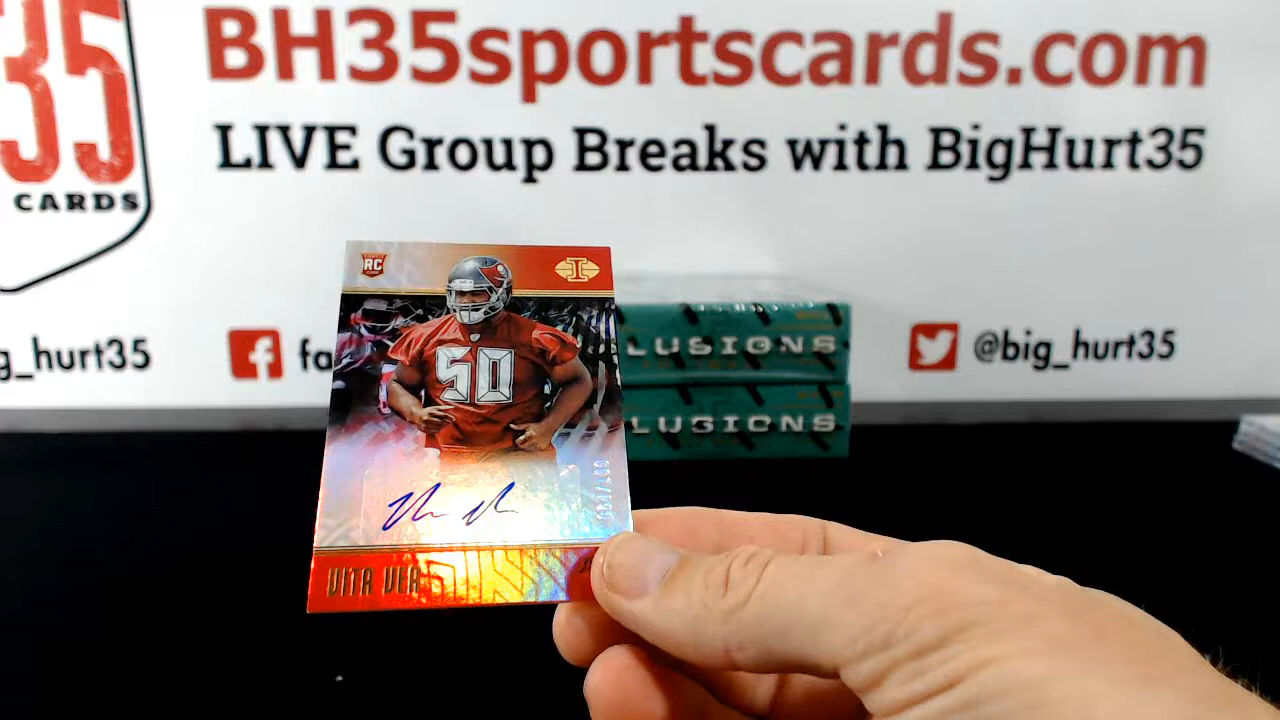 35
CARDS
BH35sportscards.com
LIVE Group Breaks with BigHurt35
g_hurt35
fa
@big_hurt35
RC
I
50
VITA VEA
LUSIONS
LUSIONS